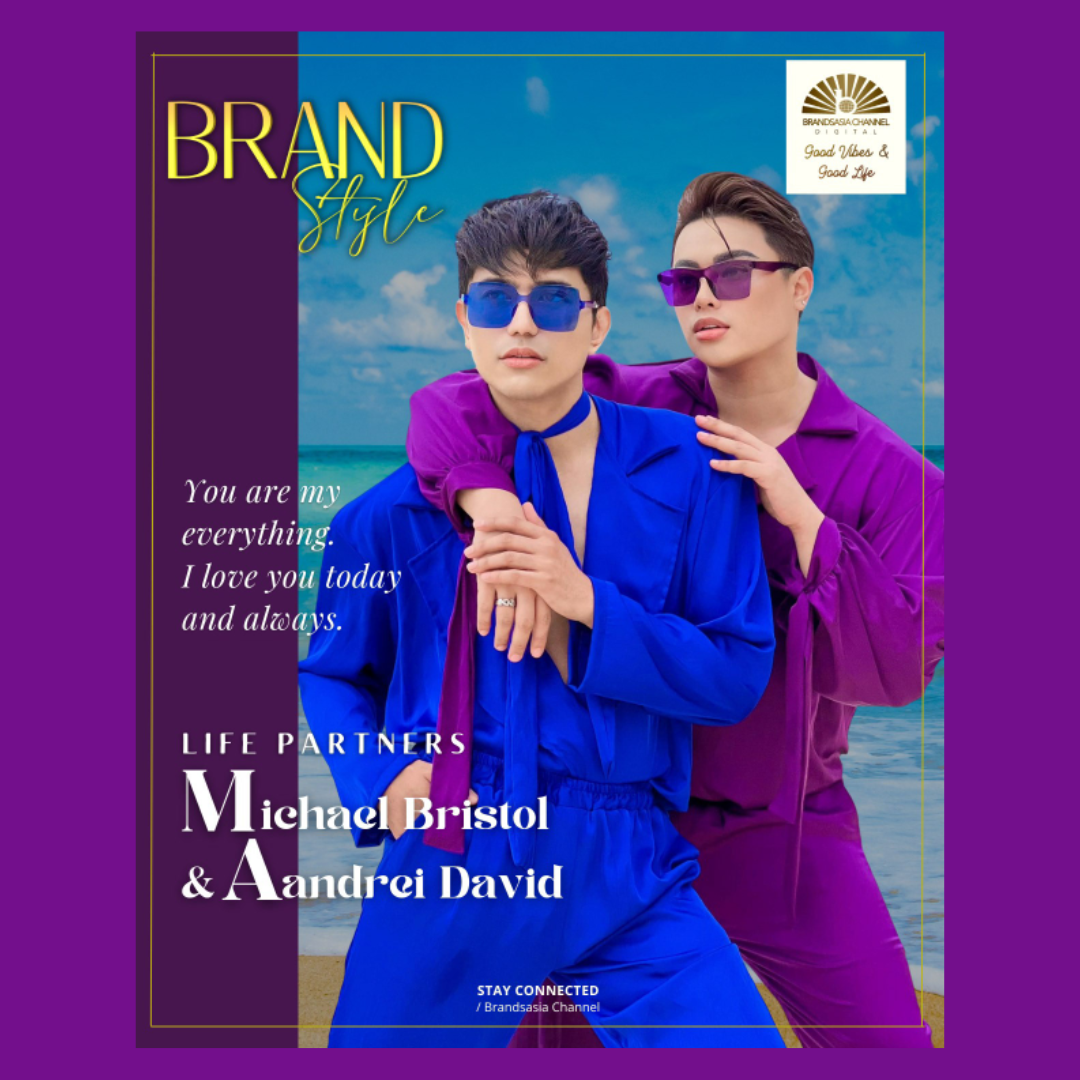 BRAND
Style
BRANDSASIA CHANNEL
DIGITAL
Good Vibes &
Good Life
You are my
everything.
I love you today
and always.
LIFE PARTNERS
Michael Bristol
& Aandrei David
STAY CONNECTED
/ Brandsasia Channel